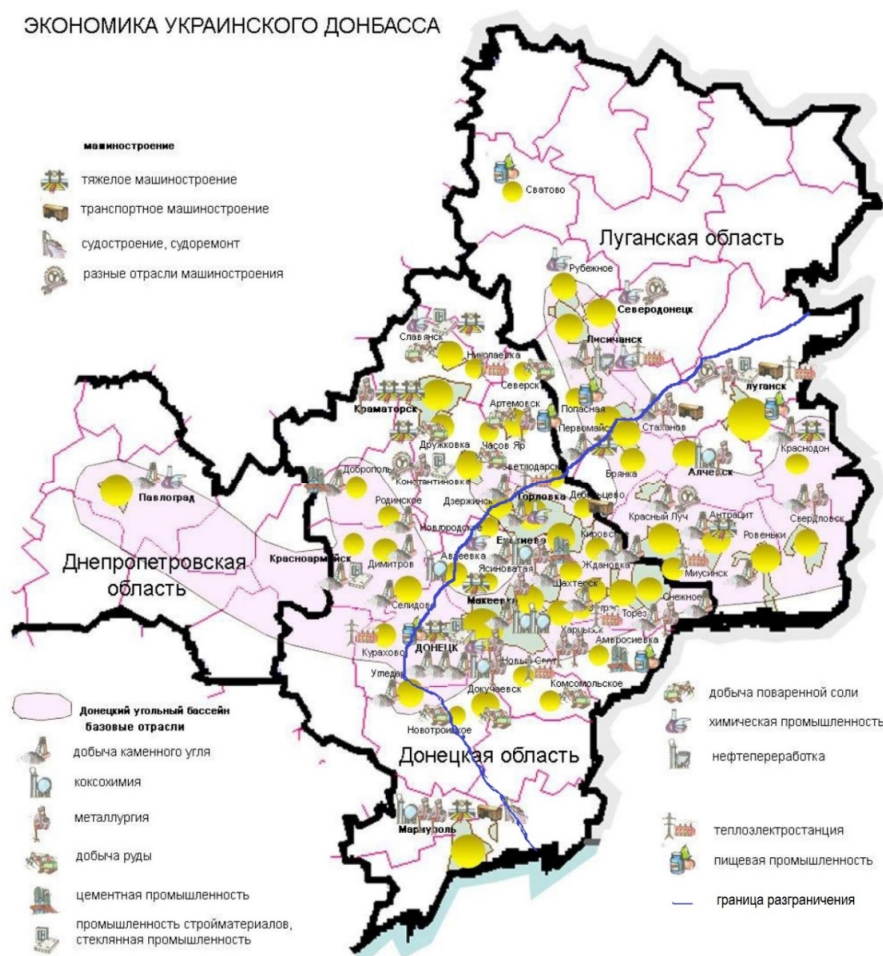 ЭКОНОМИКА УКРАИНСКОГО ДОНБАССА
машиностроение
тяжелое машиностроение
транспортное машиностроение
судостроение, судоремонт
разные отрасли машиностроения
Сватово
Луганская область
Рубежное
Северодонецк
Лисичанск
Славянск
Николаевка
Северск
Краматорск
Артемовск
Попасная
Луганск
Дружковка
Часов Яр
Первомайск
Стаханов
Краснодон
Константиновка
Светлодарск
Брянка
Алчевск
Доброполь
Павлоград
Родинское
Дзержинск
Горловка
Дебальцево
Красный Луч
Антрацит
Свердловск
Новгородское
Кировск
Ровеньки
Красноармейск
Димитров
Авдеевка
Ждановка
Днепропетровская
область
Ясиноватая
Миусинск
Селидово
Макеевка
Шахтерск
Торез
Снежное
Курахово
ДОНЕЦК
Харцызск
Амвросиевка
Новый Свет
Докучаевск
Комсомольское
Новотроицкое
Донецкая область
Мариуполь
Донецкий угольный бассейн
базовые отрасли
добыча каменного угля
коксохимия
металлургия
добыча руды
цементная промышленность
промышленность стройматериалов,
стеклянная промышленность
добыча поваренной соли
химическая промышленность
нефтепереработка
теплоэлектростанция
пищевая промышленность
граница разграничения